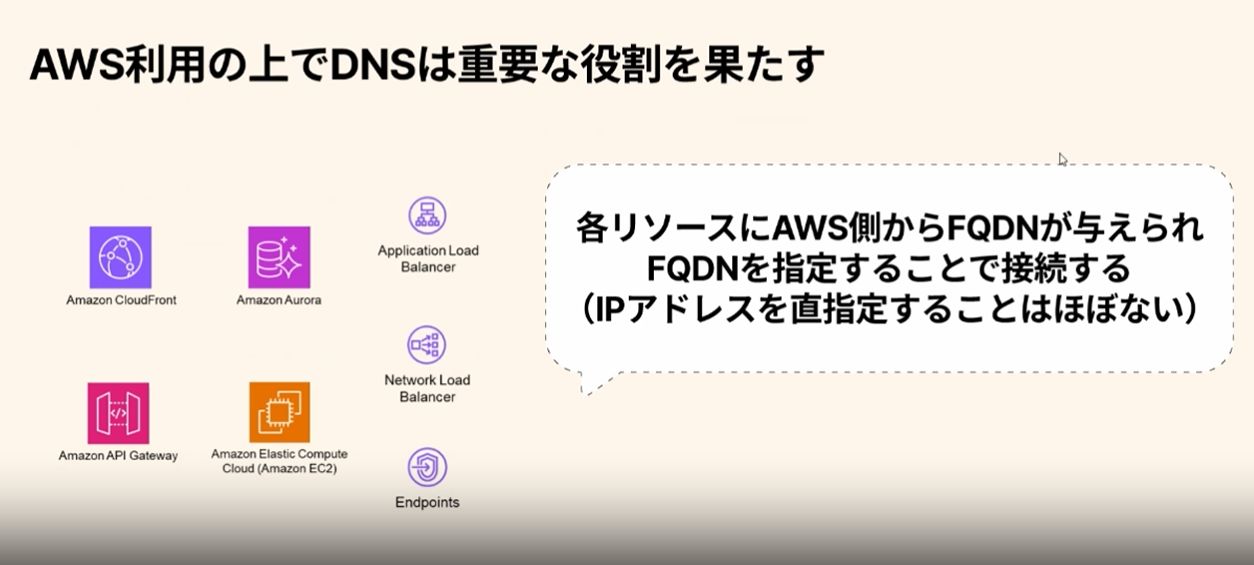 AWS利用の上でDNSは重要な役割を果たす
各リソースにAWS側からFQDNが与えられ
FQDNを指定することで接続する
（IPアドレスを直指定することはほぼない）
Amazon CloudFront
Amazon Aurora
Application Load
Balancer
Network Load
Balancer
Amazon API Gateway
Amazon Elastic Compute
Cloud (Amazon EC2)
Endpoints